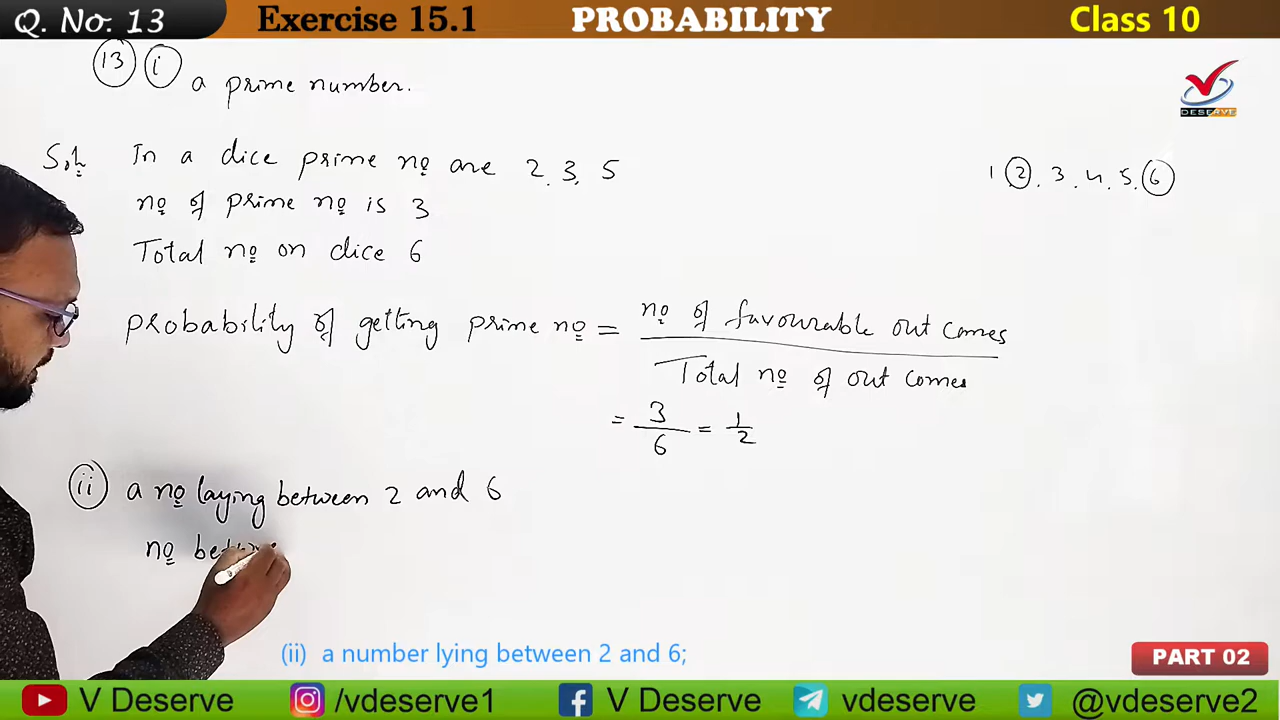 Q. No. 13 Exercise 15.1 PROBABILITY Class 10
13 i a prime number.
DESERVE
Soln In a dice prime no are 2, 3, 5
1 2, 3, 4, 5, 6
no of prime no is 3
Total no on dice 6
probability of getting prime no = no of favourable out comes
Total no of out comes
= 3/6 = 1/2
ii a no laying between 2 and 6
no
(ii) a number lying between 2 and 6;
PART 02
V Deserve /vdeserve1 V Deserve vdeserve @vdeserve2